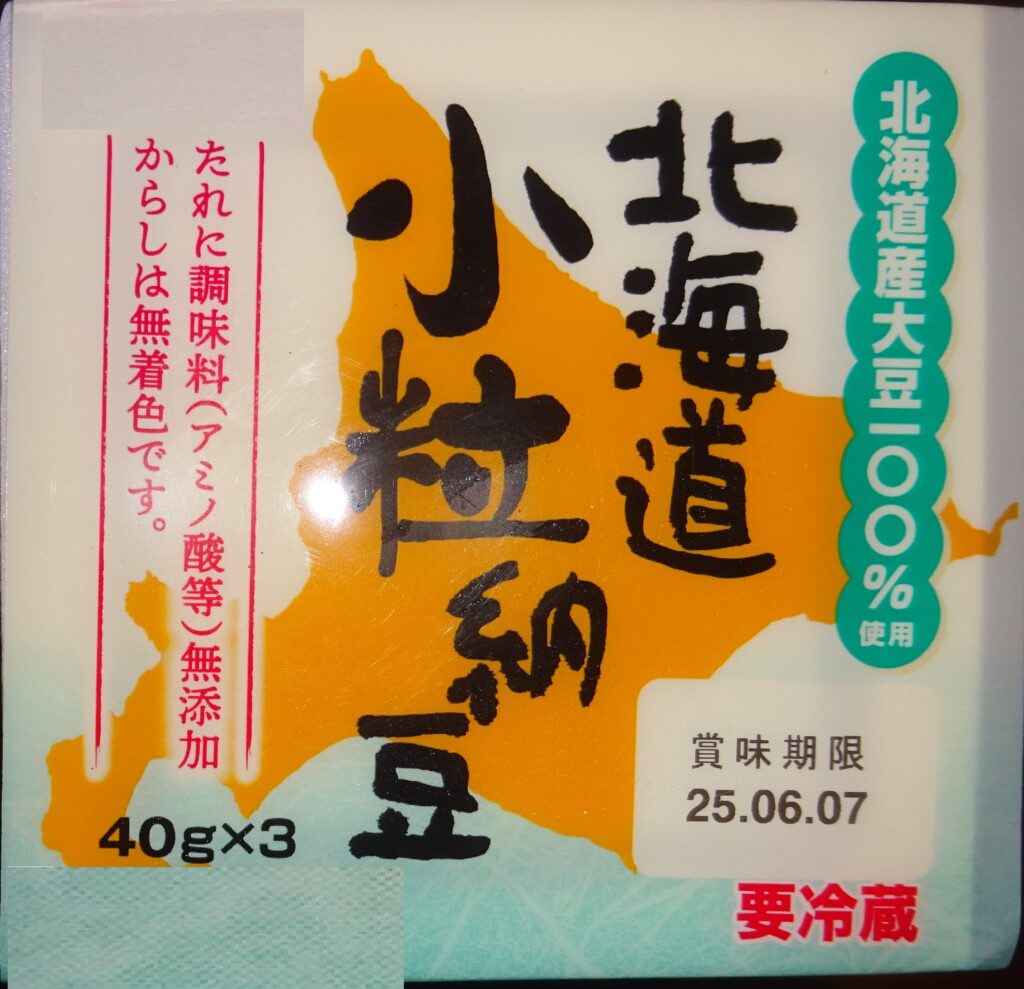 北海道産大豆一〇〇%使用
北海道
小粒
納豆
たれに調味料(アミノ酸等)無添加
からしは無着色です。
40g×3
賞味期限
25.06.07
要冷蔵